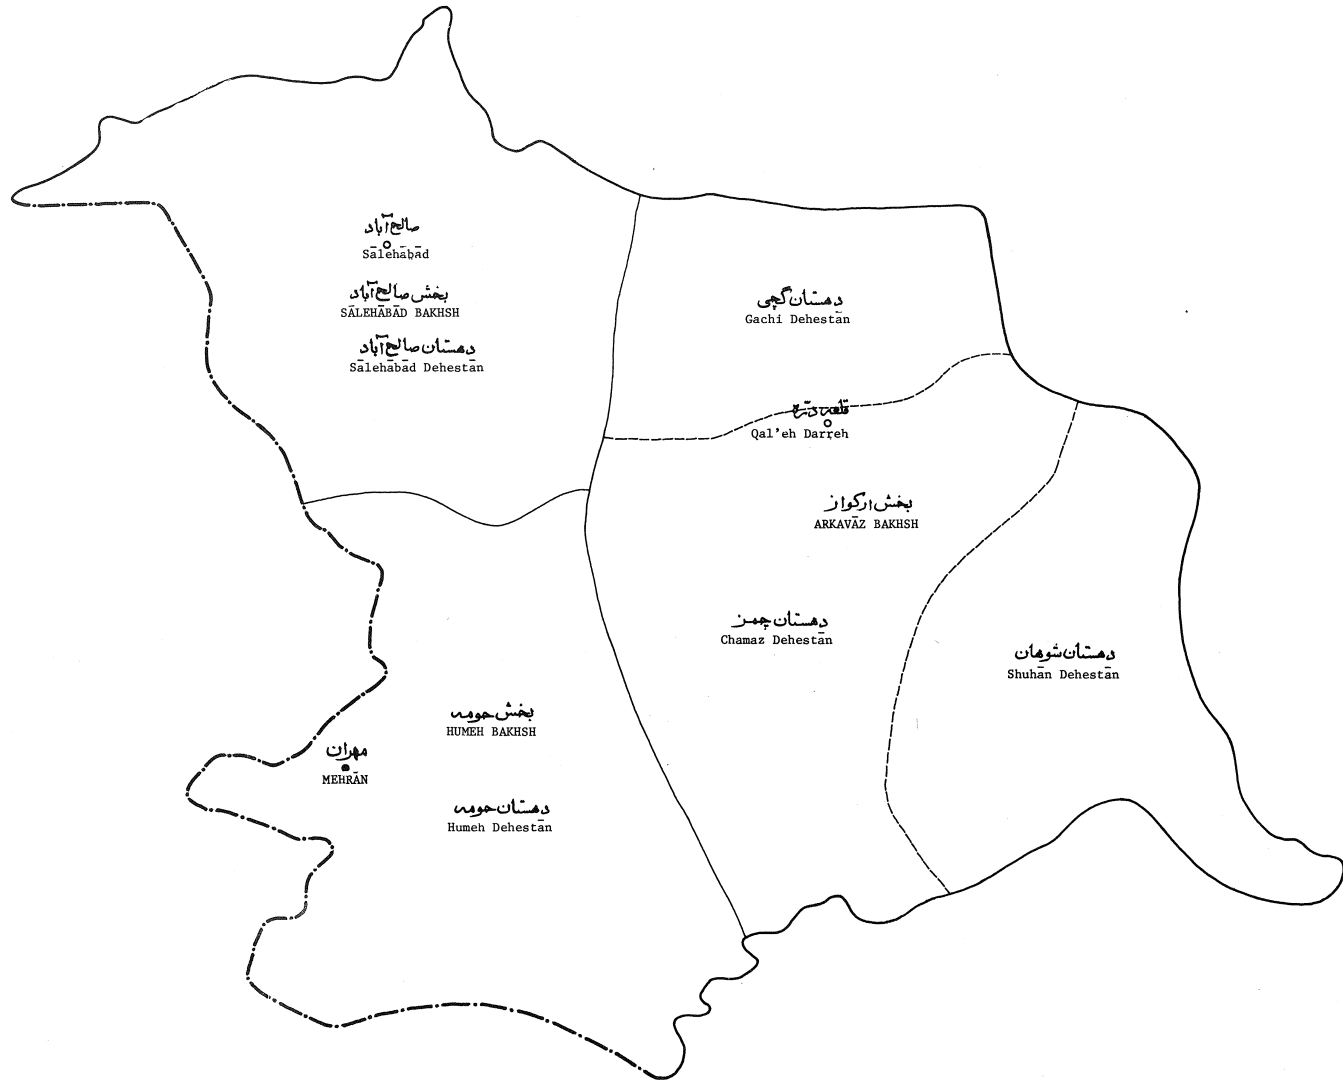 صالح‌آباد
Sālehābād
بخش صالح‌آباد
SĀLEHĀBĀD BAKHSH
دهستان صالح‌آباد
Sālehābād Dehestān
دهستان گچی
Gachi Dehestān
قلعه درّه
Qal'eh Darreh
بخش ارکواز
ARKAVĀZ BAKHSH
دهستان چمز
Chamaz Dehestān
دهستان شوهان
Shuhān Dehestān
بخش حومه
HUMEH BAKHSH
مهران
MEHRĀN
دهستان حومه
Humeh Dehestān